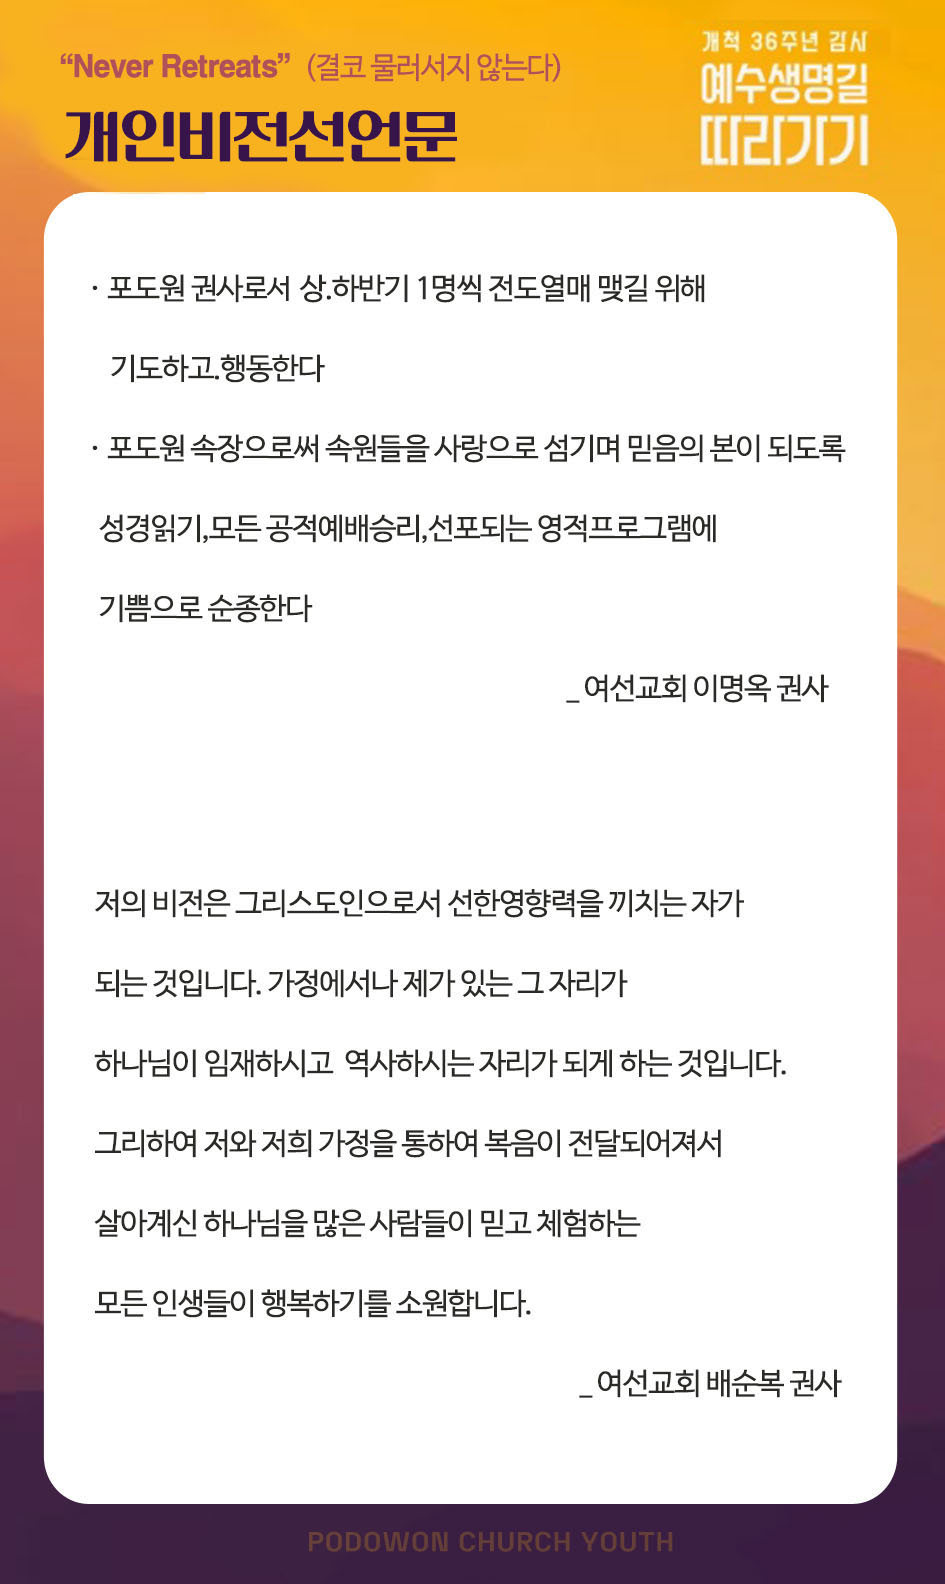 “Never Retreats” (결코 물러서지 않는다)
개인비전선언문
개척 36주년 감사
예수생명길
따라가기
· 포도원 권사로서 상.하반기 1명씩 전도열매 맺길 위해
기도하고.행동한다
· 포도원 속장으로써 속원들을 사랑으로 섬기며 믿음의 본이 되도록
성경읽기,모든 공적예배승리,선포되는 영적프로그램에
기쁨으로 순종한다
_ 여선교회 이명옥 권사
저의 비전은 그리스도인으로서 선한영향력을 끼치는 자가
되는 것입니다. 가정에서나 제가 있는 그 자리가
하나님이 임재하시고 역사하시는 자리가 되게 하는 것입니다.
그리하여 저와 저희 가정을 통하여 복음이 전달되어져서
살아계신 하나님을 많은 사람들이 믿고 체험하는
모든 인생들이 행복하기를 소원합니다.
_ 여선교회 배순복 권사
PODOWON CHURCH YOUTH